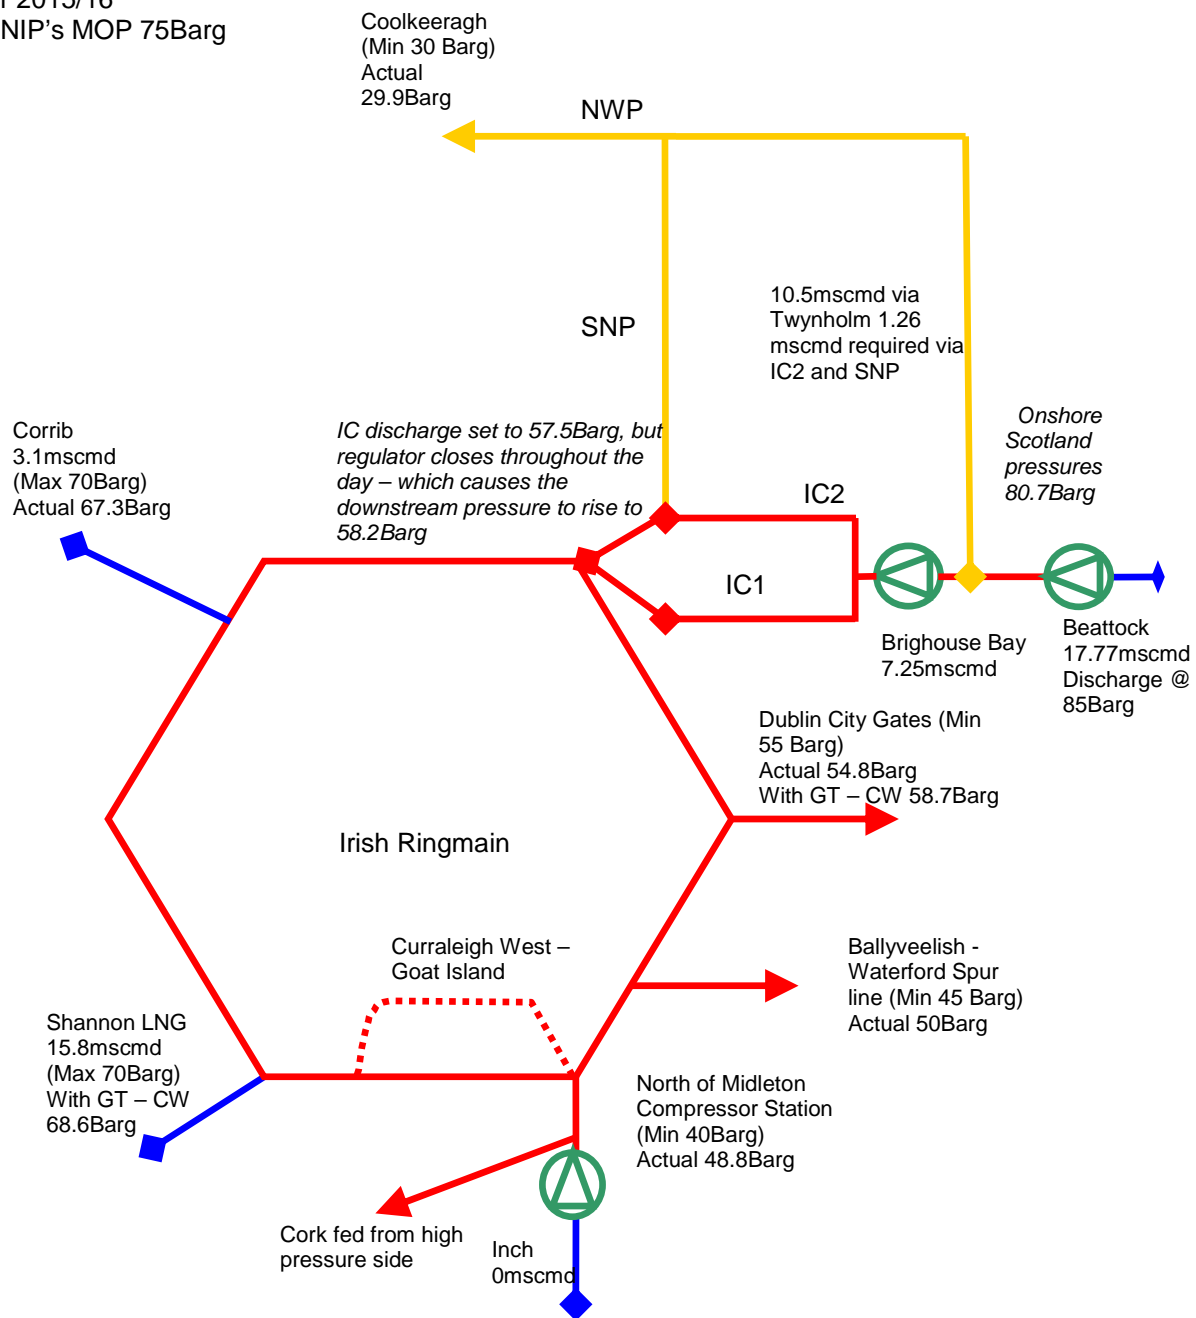 2015/16
NIP's MOP 75Barg
Coolkeeragh
(Min 30 Barg)
Actual
29.9Barg
NWP
SNP
10.5mscmd via
Twynholm 1.26
mscmd required via
IC2 and SNP
Onshore
Scotland
pressures
80.7Barg
Corrib
3.1mscmd
(Max 70Barg)
Actual 67.3Barg
IC discharge set to 57.5Barg, but
regulator closes throughout the
day – which causes the
downstream pressure to rise to
58.2Barg
IC2
IC1
Brighouse Bay
7.25mscmd
Beattock
17.77mscmd
Discharge @
85Barg
Dublin City Gates (Min
55 Barg)
Actual 54.8Barg
With GT – CW 58.7Barg
Irish Ringmain
Curraleigh West –
Goat Island
Ballyveelish -
Waterford Spur
line (Min 45 Barg)
Actual 50Barg
Shannon LNG
15.8mscmd
(Max 70Barg)
With GT – CW
68.6Barg
North of Midleton
Compressor Station
(Min 40Barg)
Actual 48.8Barg
Cork fed from high
pressure side
Inch
0mscmd